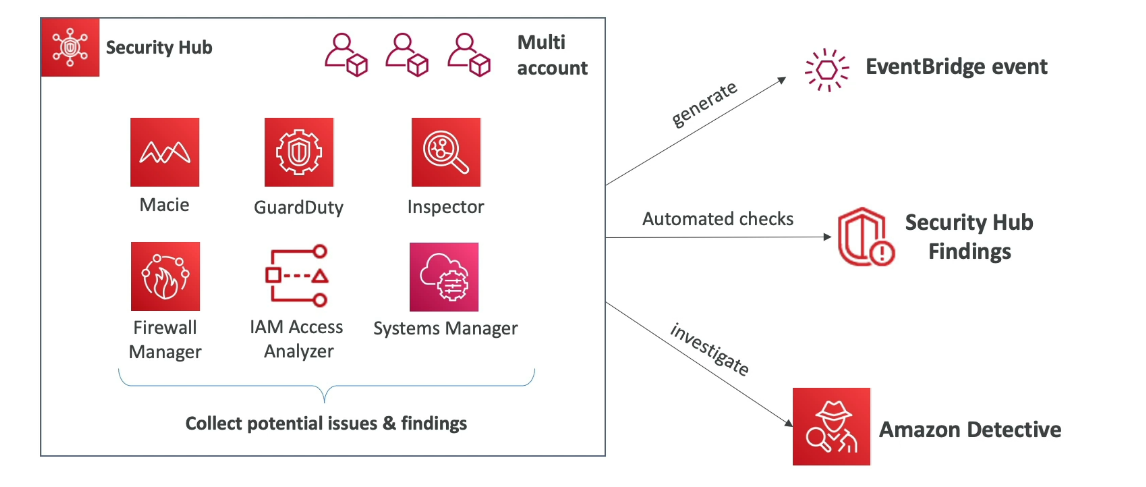 Security Hub
Multi
account
Macie
GuardDuty
Inspector
Firewall
Manager
IAM Access
Analyzer
Systems Manager
Collect potential issues & findings
generate
EventBridge event
Automated checks
Security Hub
Findings
investigate
Amazon Detective